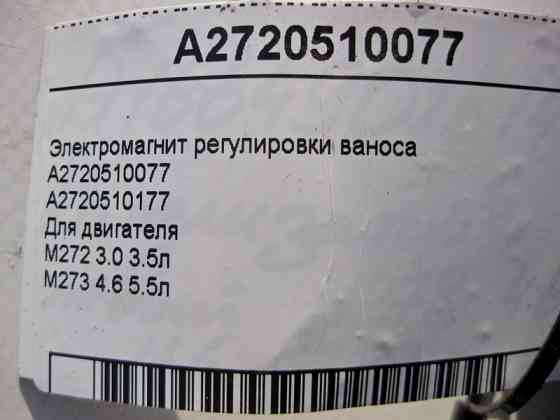 A2720510077
Электромагнит регулировки ваноса
A2720510077
A2720510177
Для двигателя
M272 3.0 3.5л
M273 4.6 5.5л